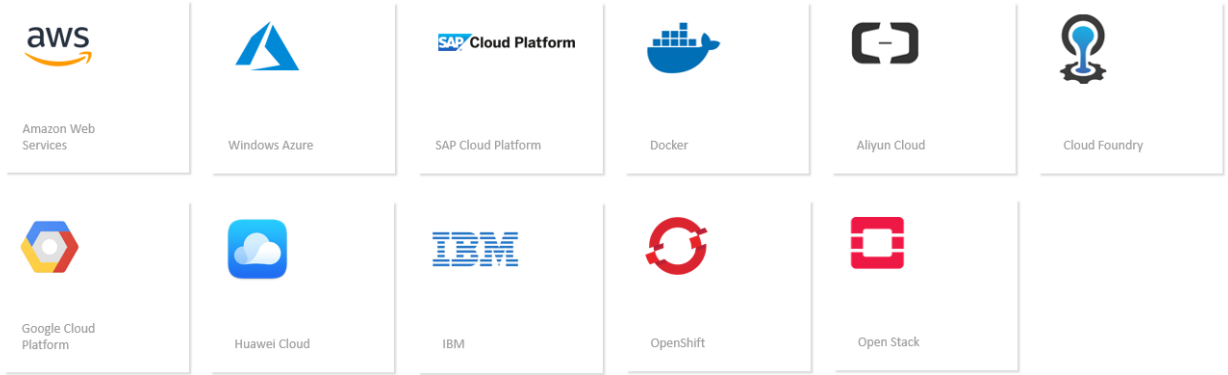 aws
SAP Cloud Platform
Amazon Web
Services
Windows Azure
SAP Cloud Platform
Docker
Aliyun Cloud
Cloud Foundry
IBM
Google Cloud
Platform
Huawei Cloud
IBM
OpenShift
Open Stack